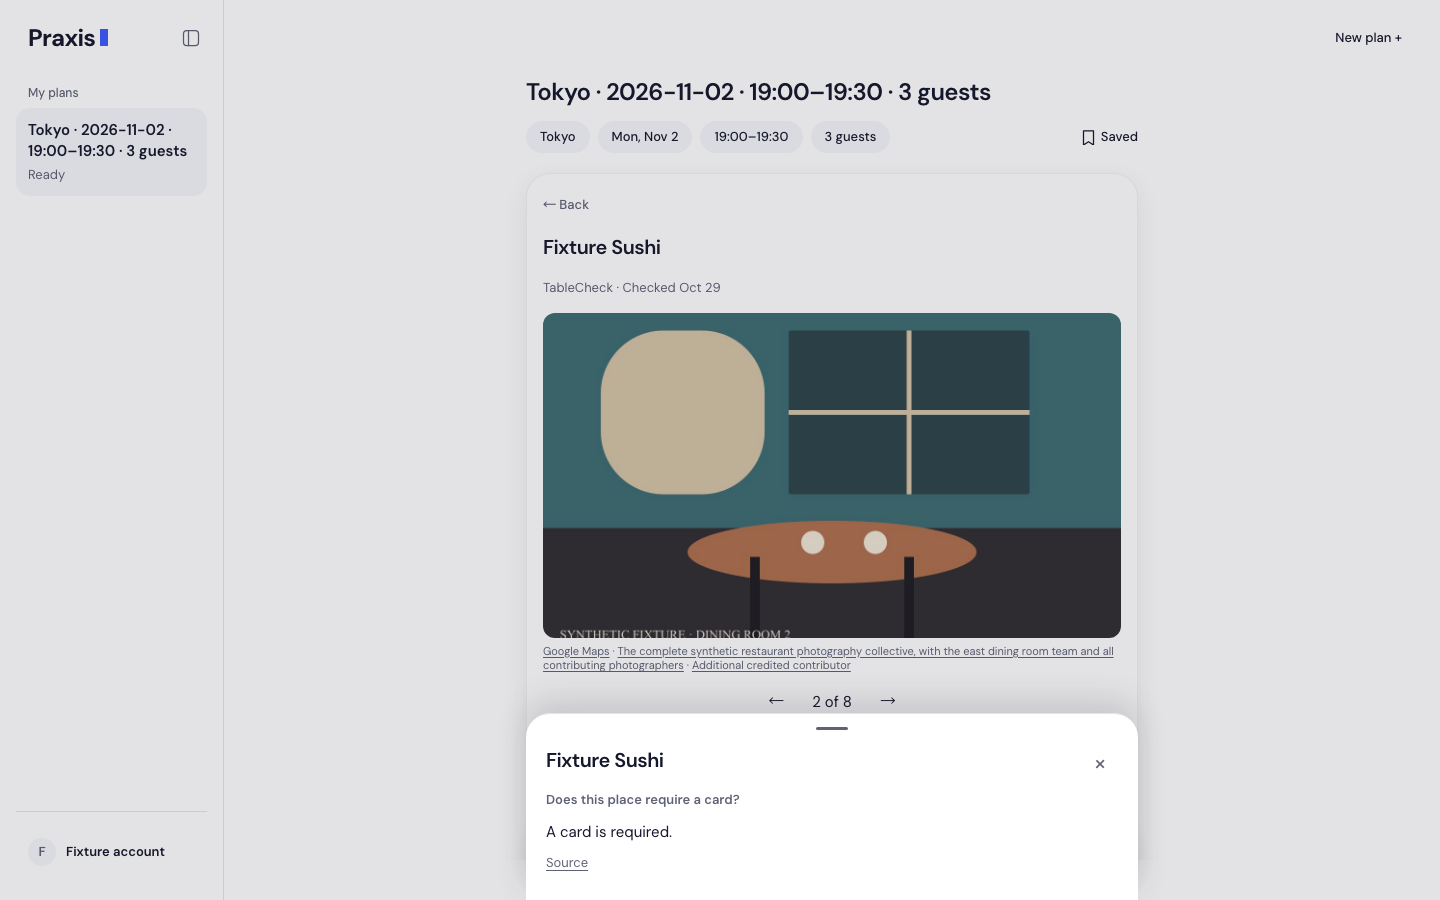 Praxis
New plan +
My plans
Tokyo · 2026-11-02 ·
19:00–19:30 · 3 guests
Ready
Tokyo · 2026-11-02 · 19:00–19:30 · 3 guests
Tokyo
Mon, Nov 2
19:00–19:30
3 guests
Saved
← Back
Fixture Sushi
TableCheck · Checked Oct 29
SYNTHETIC FIXTURE · DINING ROOM 2
Google Maps · The complete synthetic restaurant photography collective, with the east dining room team and all
contributing photographers · Additional credited contributor
← 2 of 8 →
Fixture Sushi
×
Does this place require a card?
A card is required.
Source
F
Fixture account